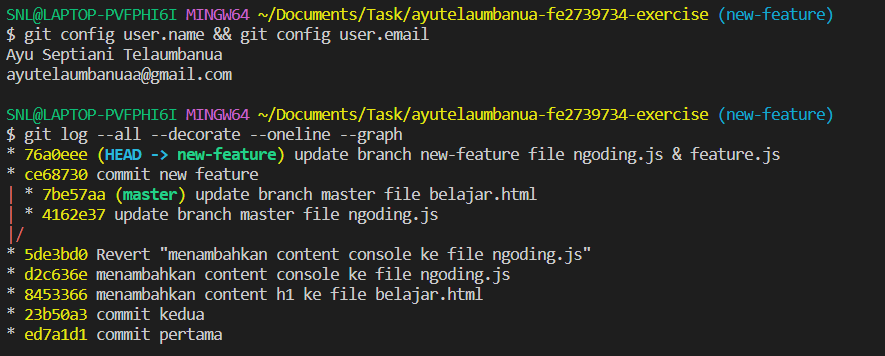 SNL@LAPTOP-PVFPHI6I MINGW64 ~/Documents/Task/ayutelaumbanua-fe2739734-exercise (new-feature)
$ git config user.name && git config user.email
Ayu Septiani Telaumbanua
ayutelaumbanuaa@gmail.com
SNL@LAPTOP-PVFPHI6I MINGW64 ~/Documents/Task/ayutelaumbanua-fe2739734-exercise (new-feature)
$ git log --all --decorate --oneline --graph
* 76a0eee (HEAD -> new-feature) update branch new-feature file ngoding.js & feature.js
* ce68730 commit new feature
| * 7be57aa (master) update branch master file belajar.html
| * 4162e37 update branch master file ngoding.js
|/
* 5de3bd0 Revert "menambahkan content console ke file ngoding.js"
* d2c636e menambahkan content console ke file ngoding.js
* 8453366 menambahkan content h1 ke file belajar.html
* 23b50a3 commit kedua
* ed7a1d1 commit pertama